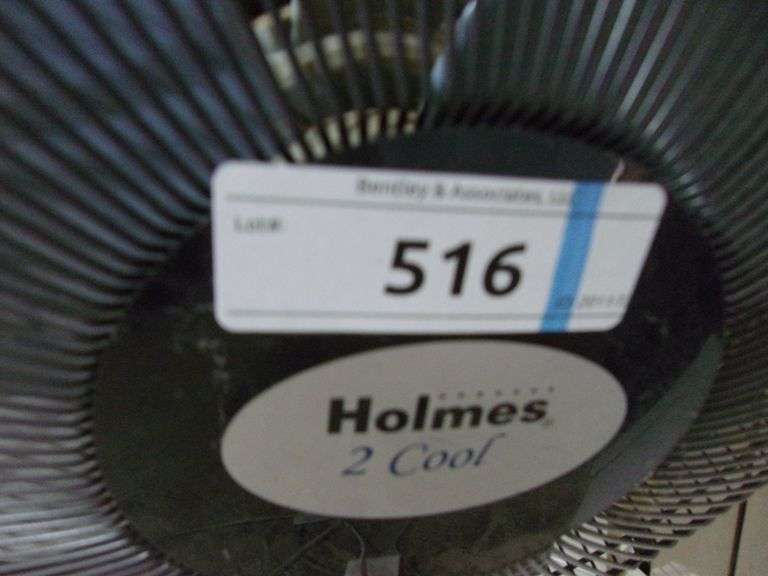 Bentley & Associates, LLC
Lot#:
516
Holmes
2 Cool